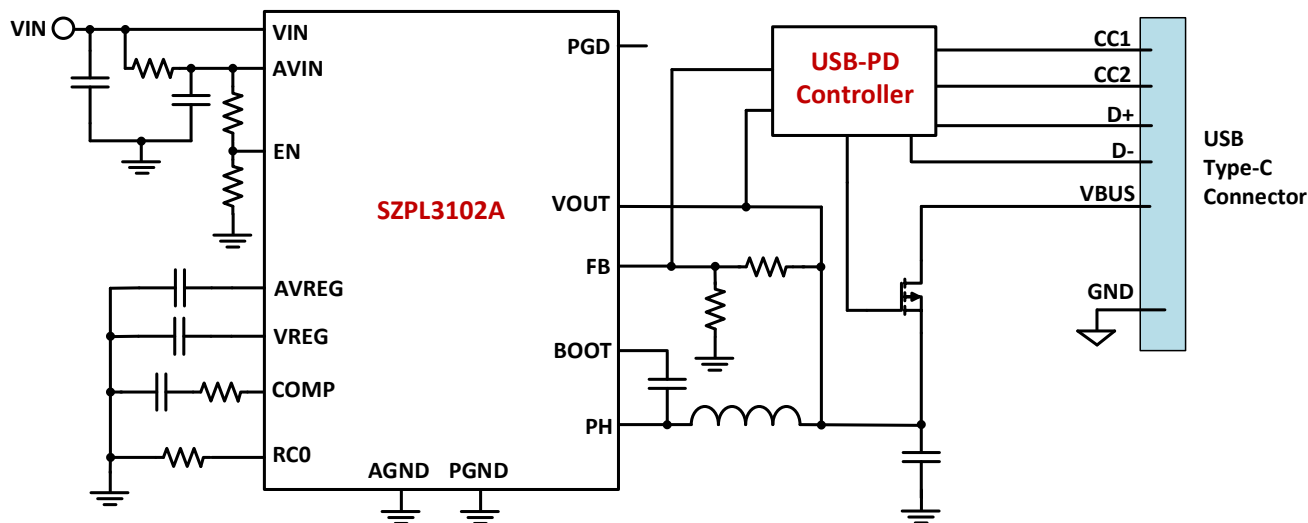 VIN
VIN
AVIN
EN
AVREG
VREG
COMP
RC0
SZPL3102A
AGND
PGND
PGD
VOUT
FB
BOOT
PH
USB-PD
Controller
CC1
CC2
D+
D-
VBUS
GND
USB
Type-C
Connector